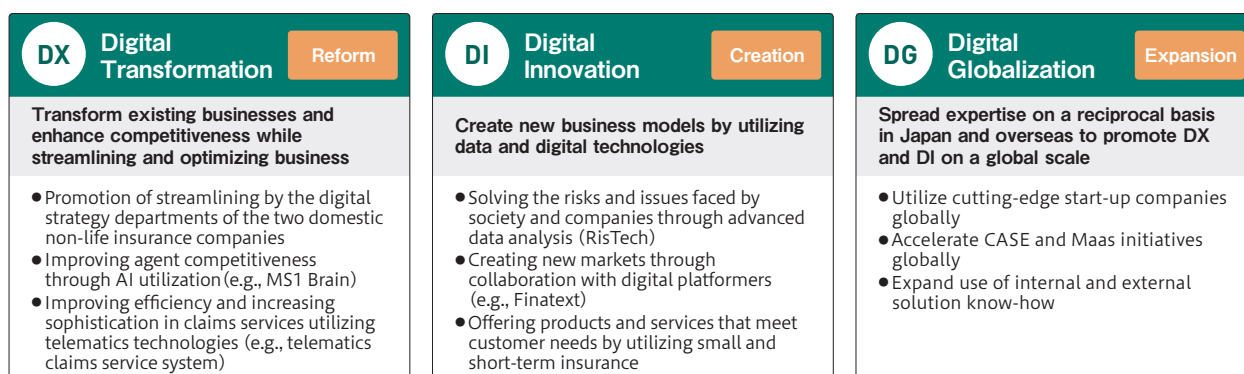 DX
Digital
Transformation
Reform
Transform existing businesses and
enhance competitiveness while
streamlining and optimizing business
● Promotion of streamlining by the digital
strategy departments of the two domestic
non-life insurance companies
● Improving agent competitiveness
through AI utilization (e.g., MS1 Brain)
● Improving efficiency and increasing
sophistication in claims services utilizing
telematics technologies (e.g., telematics
claims service system)
DI
Digital
Innovation
Creation
Create new business models by utilizing
data and digital technologies
● Solving the risks and issues faced by
society and companies through advanced
data analysis (RisTech)
● Creating new markets through
collaboration with digital platformers
(e.g., Finatext)
● Offering products and services that meet
customer needs by utilizing small and
short-term insurance
DG
Digital
Globalization
Expansion
Spread expertise on a reciprocal basis
in Japan and overseas to promote DX
and DI on a global scale
● Utilize cutting-edge start-up companies
globally
● Accelerate CASE and Maas initiatives
globally
● Expand use of internal and external
solution know-how